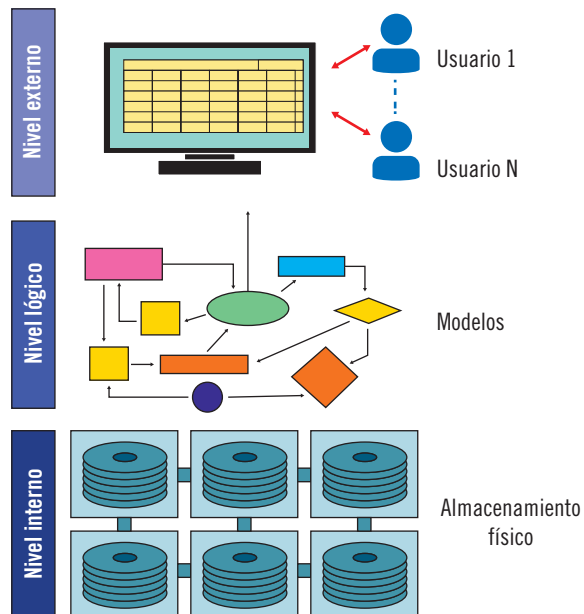 Nivel externo
Usuario 1
Usuario N
Nivel lógico
Modelos
Nivel interno
Almacenamiento
físico